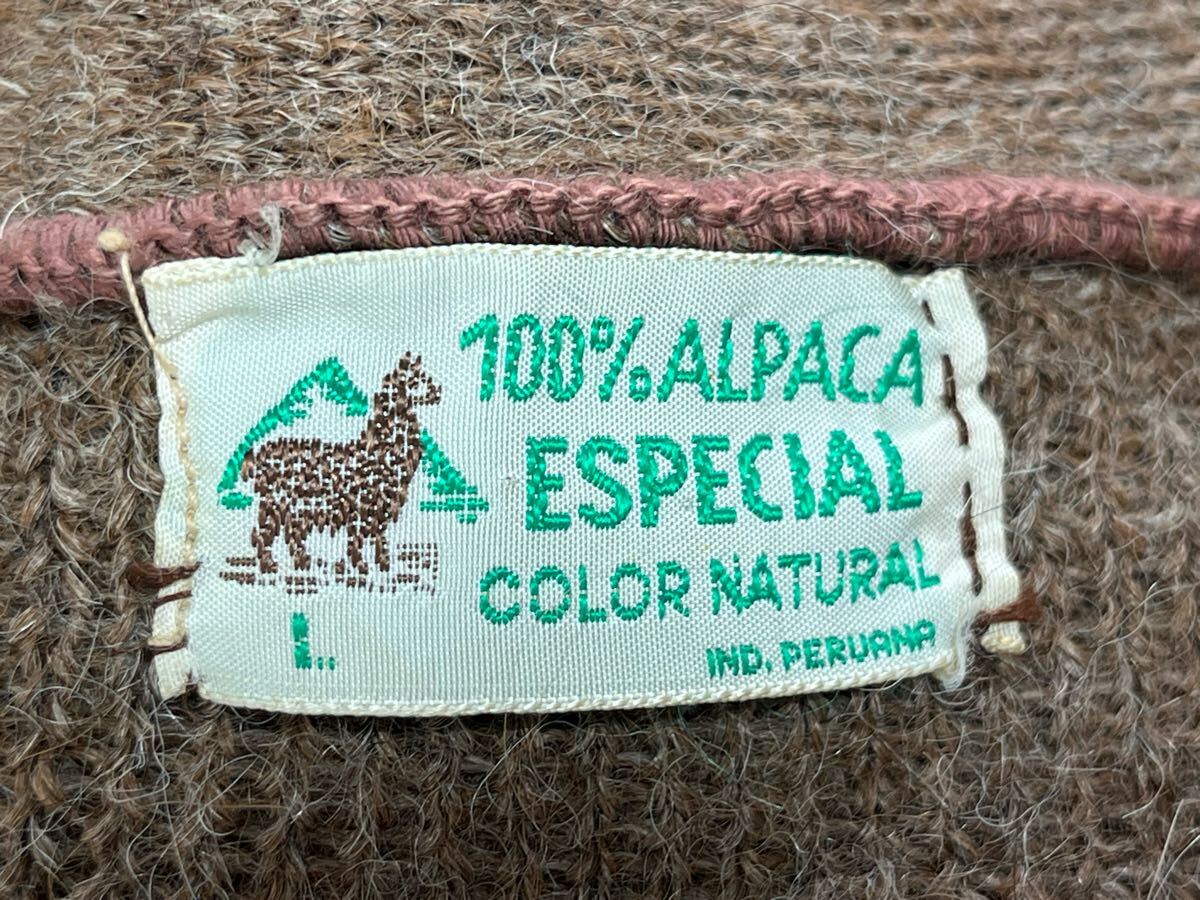 100% ALPACA
ESPECIAL
COLOR NATURAL
IND. PERUANA
L.